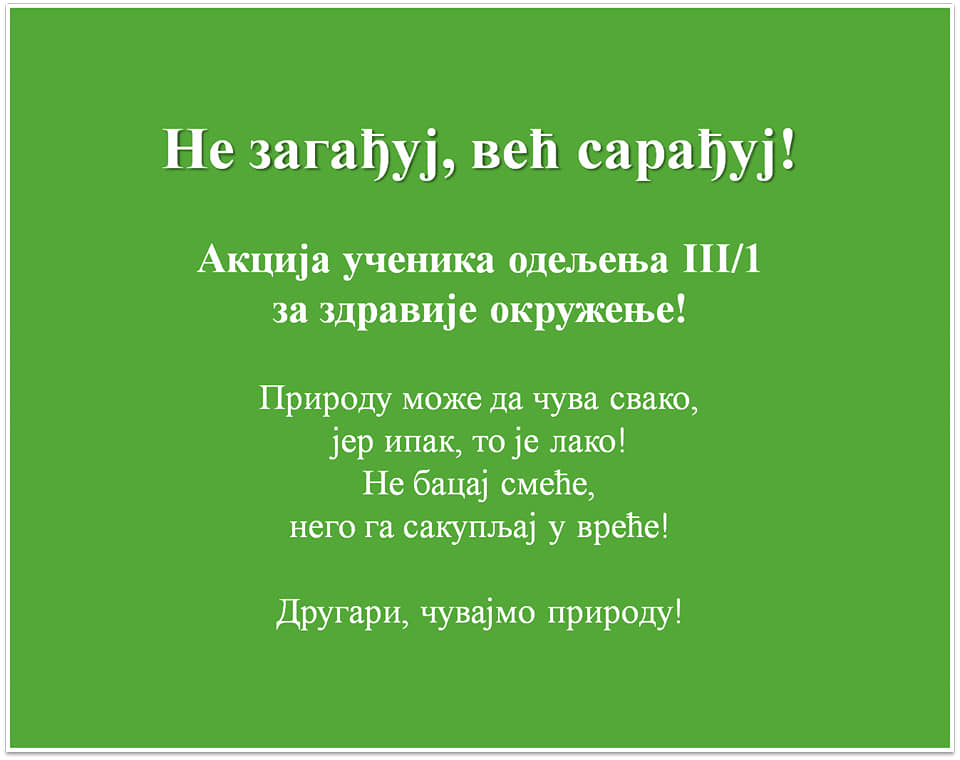 Не загађуј, већ сарађуј!
Акција ученика одељења III/1
за здравије окружење!
Природу може да чува свако,
јер ипак, то је лако!
Не бацај смеће,
него га сакупљај у вреће!
Другари, чувајмо природу!